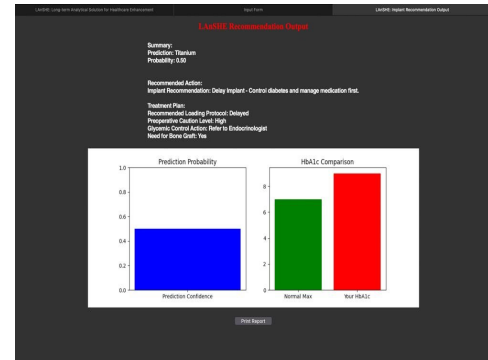 LAnSHE: Long-term Analytical Solution for Healthcare Enhancement
Input Form
LAnSHE: Implant Recommendation Output
LAnSHE Recommendation Output
Summary:
Prediction: Titanium
Probability: 0.50
Recommended Action:
Implant Recommendation: Delay Implant - Control diabetes and manage medication first.
Treatment Plan:
Recommended Loading Protocol: Delayed
Preoperative Caution Level: High
Glycemic Control Action: Refer to Endocrinologist
Need for Bone Graft: Yes
Prediction Probability
1.0
0.8
0.6
0.4
0.2
0.0
Prediction Confidence
HbA1c Comparison
8
6
4
2
0
Normal Max
Your HbA1c
Print Report